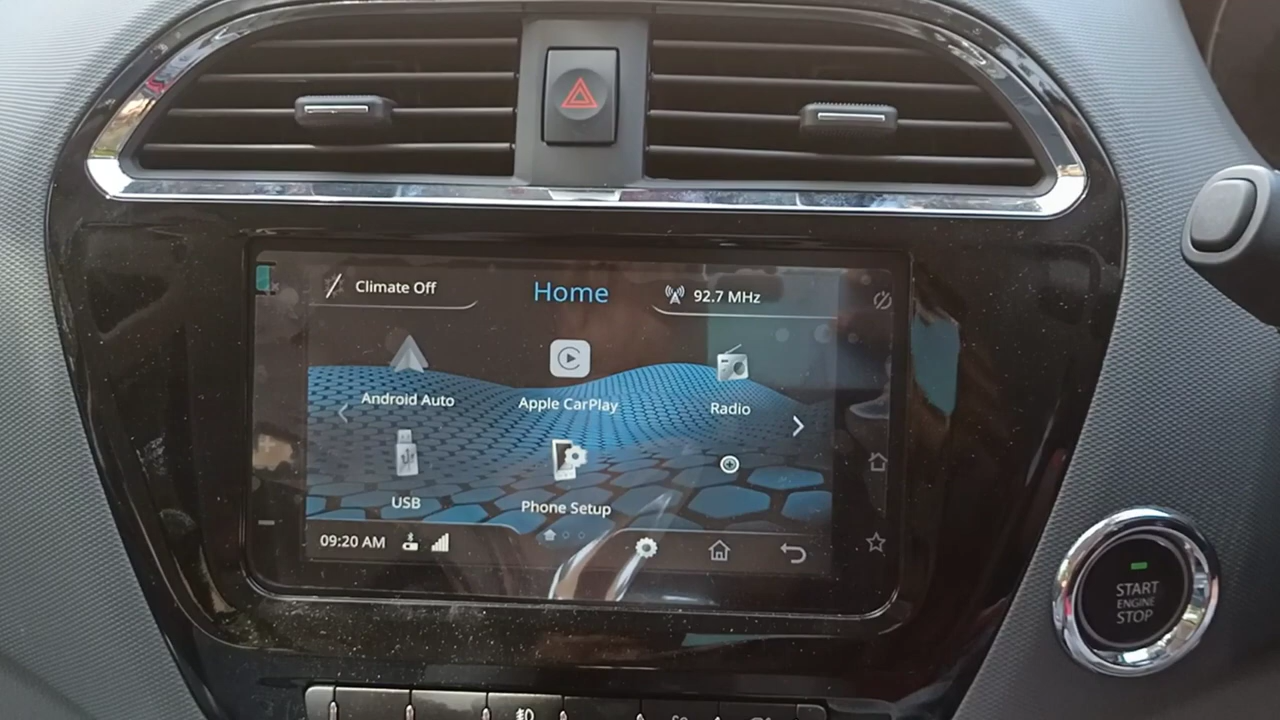 Climate Off
Home
92.7 MHz
Android Auto
Apple CarPlay
Radio
USB
Phone Setup
09:20 AM
START
ENGINE
STOP